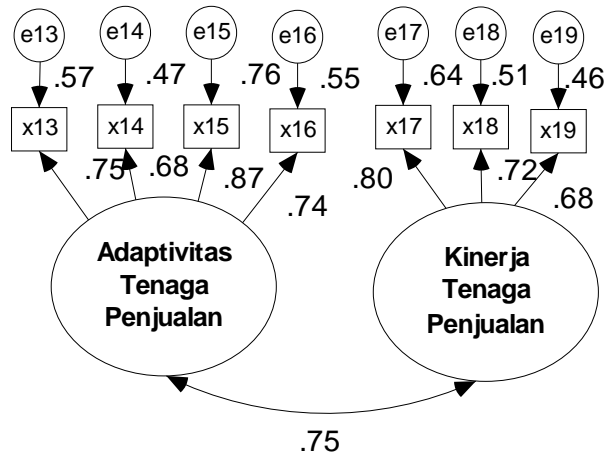 e13 e14 e15 e16 e17 e18 e19
.57 .47 .76 .55 .64 .51 .46
x13 x14 x15 x16 x17 x18 x19
.75 .68 .87 .74 .80 .72 .68
Adaptivitas
Tenaga
Penjualan
Kinerja
Tenaga
Penjualan
.75